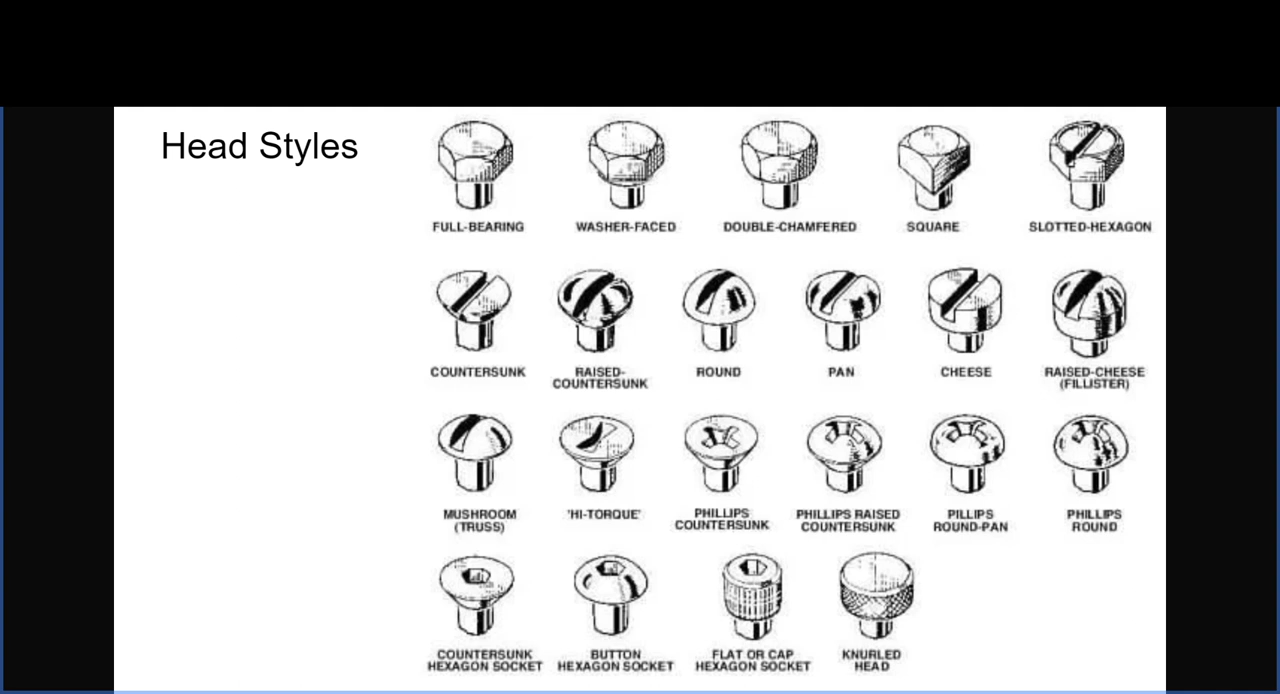 Head Styles
FULL-BEARING
WASHER-FACED
DOUBLE-CHAMFERED
SQUARE
SLOTTED-HEXAGON
COUNTERSUNK
RAISED-
COUNTERSUNK
ROUND
PAN
CHEESE
RAISED-CHEESE
(FILLISTER)
MUSHROOM
(TRUSS)
'HI-TORQUE'
PHILLIPS
COUNTERSUNK
PHILLIPS RAISED
COUNTERSUNK
PILLIPS
ROUND-PAN
PHILLIPS
ROUND
COUNTERSUNK
HEXAGON SOCKET
BUTTON
HEXAGON SOCKET
FLAT OR CAP
HEXAGON SOCKET
KNURLED
HEAD